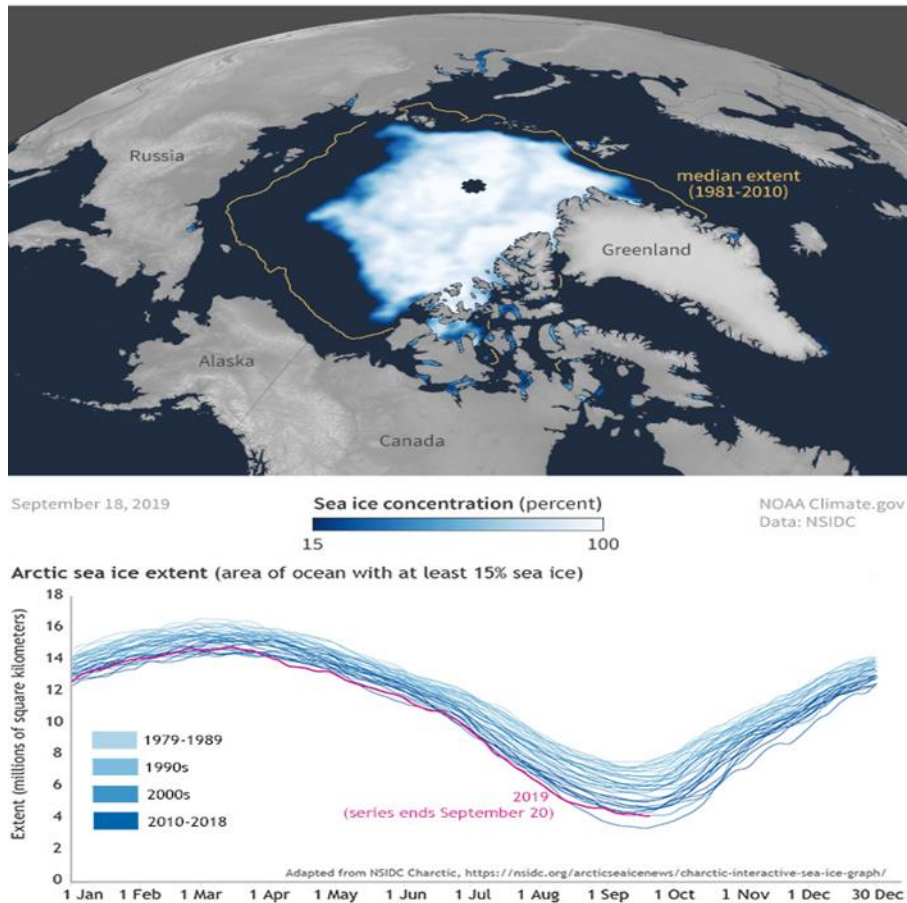 Russia
median extent
(1981-2010)
Greenland
Alaska
Canada
September 18, 2019
Sea ice concentration (percent)
NOAA Climate.gov
Data: NSIDC
15
100
Arctic sea ice extent (area of ocean with at least 15% sea ice)
Extent (millions of square kilometers)
18
16
14
12
10
8
6
4
2
0
1979-1989
1990s
2000s
2010-2018
2019
(series ends September 20)
Adapted from NSIDC Charctic, https://nsidc.org/arcticseaicenews/charctic-interactive-sea-ice-graph/
1 Jan 1 Feb 1 Mar 1 Apr 1 May 1 Jun 1 Jul 1 Aug 1 Sep 1 Oct 1 Nov 1 Dec 30 Dec